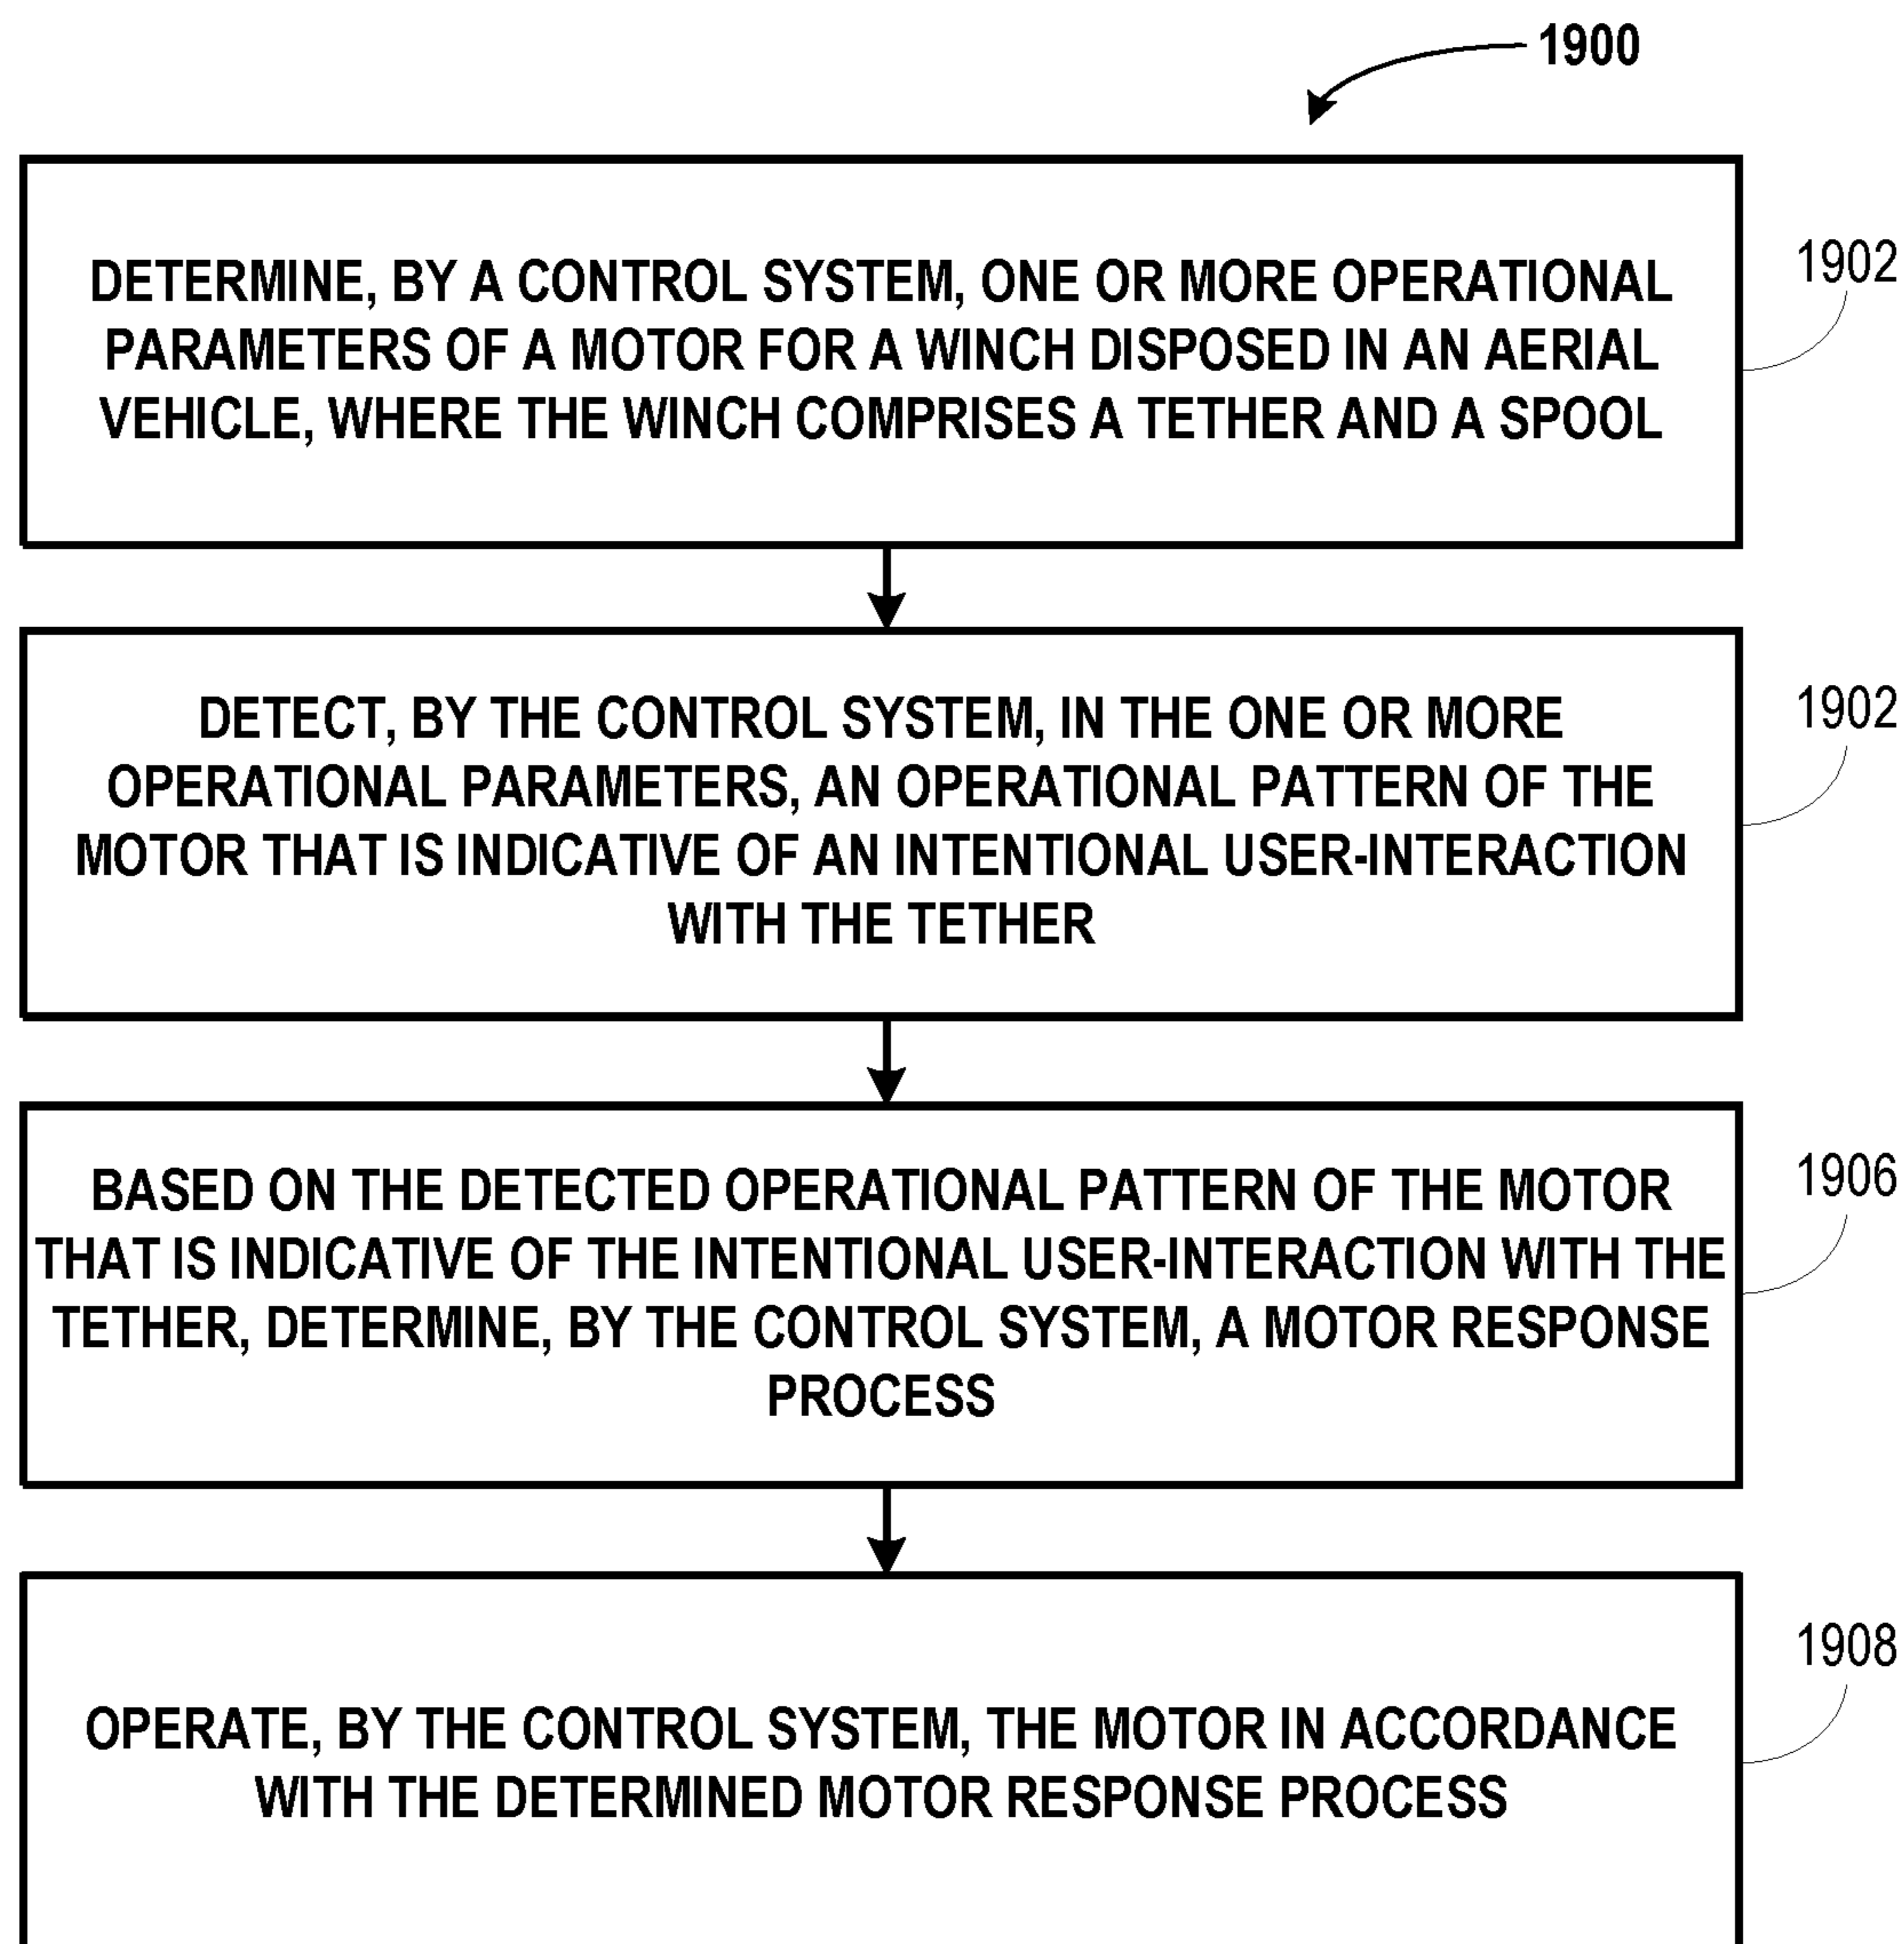 1900
DETERMINE, BY A CONTROL SYSTEM, ONE OR MORE OPERATIONAL
PARAMETERS OF A MOTOR FOR A WINCH DISPOSED IN AN AERIAL
VEHICLE, WHERE THE WINCH COMPRISES A TETHER AND A SPOOL
1902
DETECT, BY THE CONTROL SYSTEM, IN THE ONE OR MORE
OPERATIONAL PARAMETERS, AN OPERATIONAL PATTERN OF THE
MOTOR THAT IS INDICATIVE OF AN INTENTIONAL USER-INTERACTION
WITH THE TETHER
1902
BASED ON THE DETECTED OPERATIONAL PATTERN OF THE MOTOR
THAT IS INDICATIVE OF THE INTENTIONAL USER-INTERACTION WITH THE
TETHER, DETERMINE, BY THE CONTROL SYSTEM, A MOTOR RESPONSE
PROCESS
1906
OPERATE, BY THE CONTROL SYSTEM, THE MOTOR IN ACCORDANCE
WITH THE DETERMINED MOTOR RESPONSE PROCESS
1908